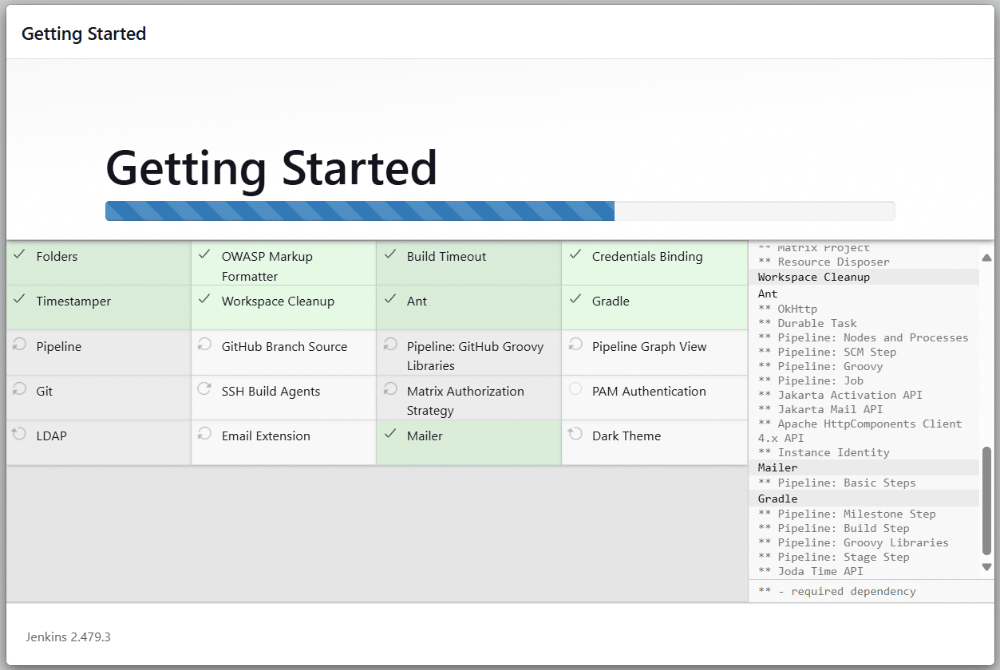 Getting Started
Getting Started
Folders
OWASP Markup
Formatter
Build Timeout
Credentials Binding
Timestamper
Workspace Cleanup
Ant
Gradle
Pipeline
GitHub Branch Source
Pipeline: GitHub Groovy
Libraries
Pipeline Graph View
Git
SSH Build Agents
Matrix Authorization
Strategy
PAM Authentication
LDAP
Email Extension
Mailer
Dark Theme
** Matrix Project
** Resource Disposer
Workspace Cleanup
Ant
** OkHttp
** Durable Task
** Pipeline: Nodes and Processes
** Pipeline: SCM Step
** Pipeline: Groovy
** Pipeline: Job
** Jakarta Activation API
** Jakarta Mail API
** Apache HttpComponents Client
4.x API
** Instance Identity
Mailer
** Pipeline: Basic Steps
Gradle
** Pipeline: Milestone Step
** Pipeline: Build Step
** Pipeline: Groovy Libraries
** Pipeline: Stage Step
** Joda Time API
** - required dependency
Jenkins 2.479.3